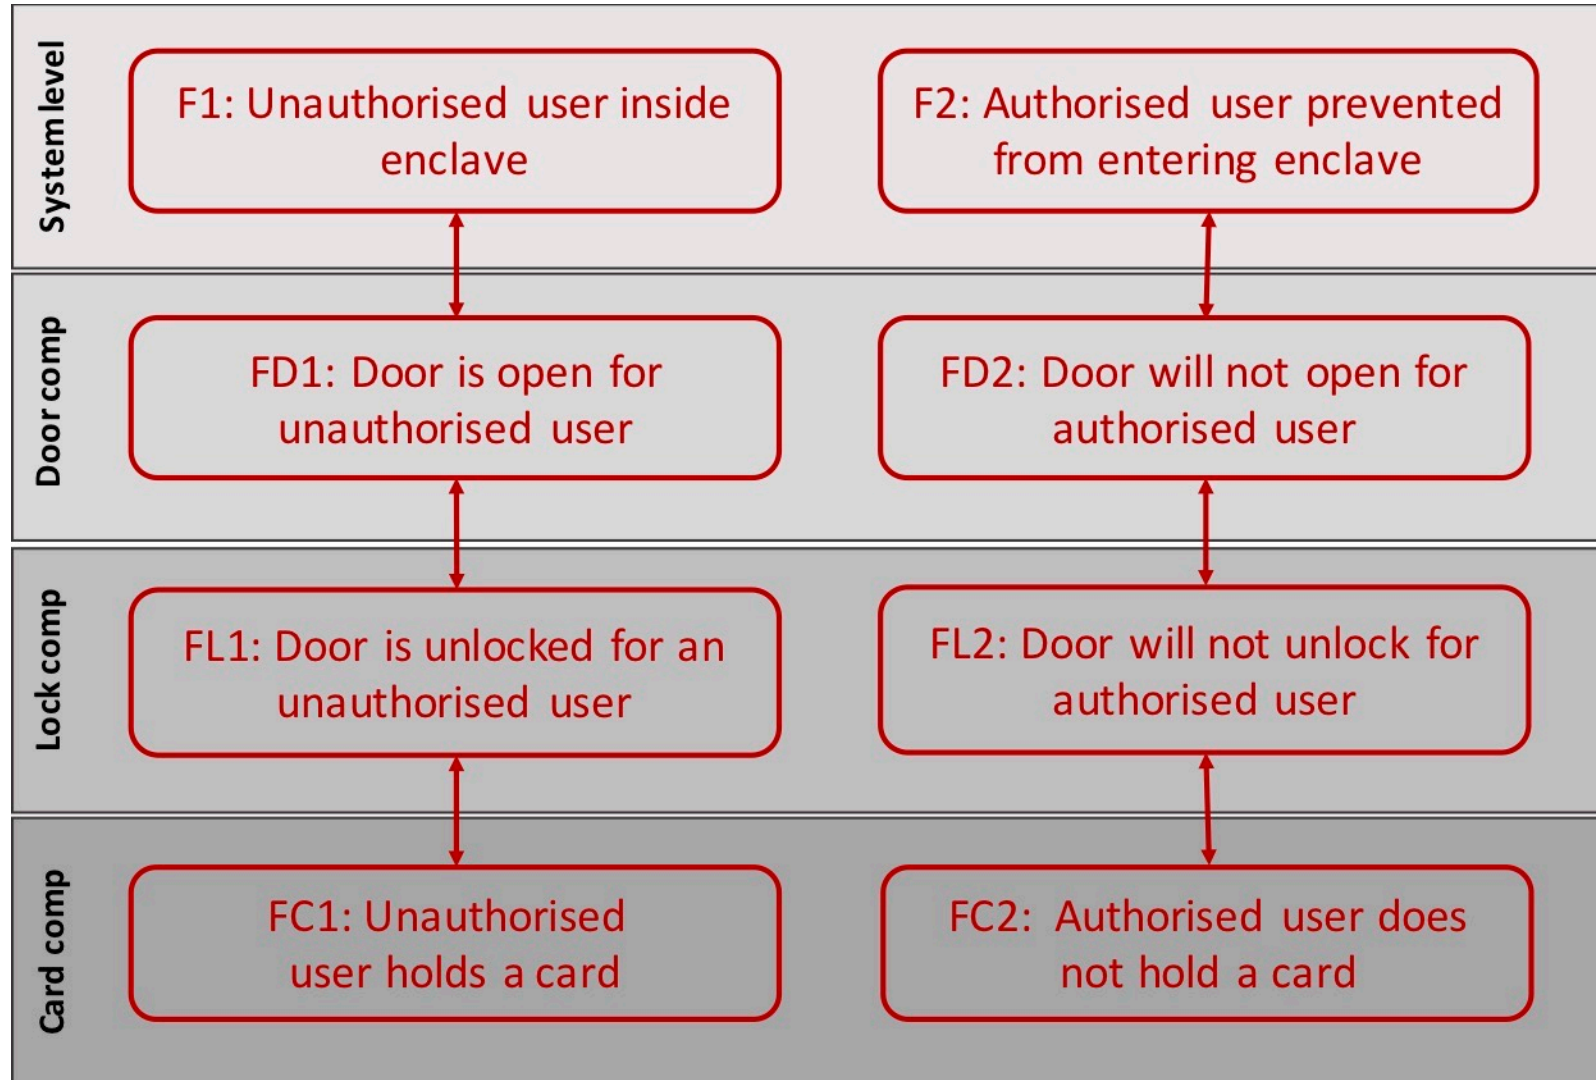 System level
F1: Unauthorised user inside
enclave
F2: Authorised user prevented
from entering enclave
Door comp
FD1: Door is open for
unauthorised user
FD2: Door will not open for
authorised user
Lock comp
FL1: Door is unlocked for an
unauthorised user
FL2: Door will not unlock for
authorised user
Card comp
FC1: Unauthorised
user holds a card
FC2: Authorised user does
not hold a card